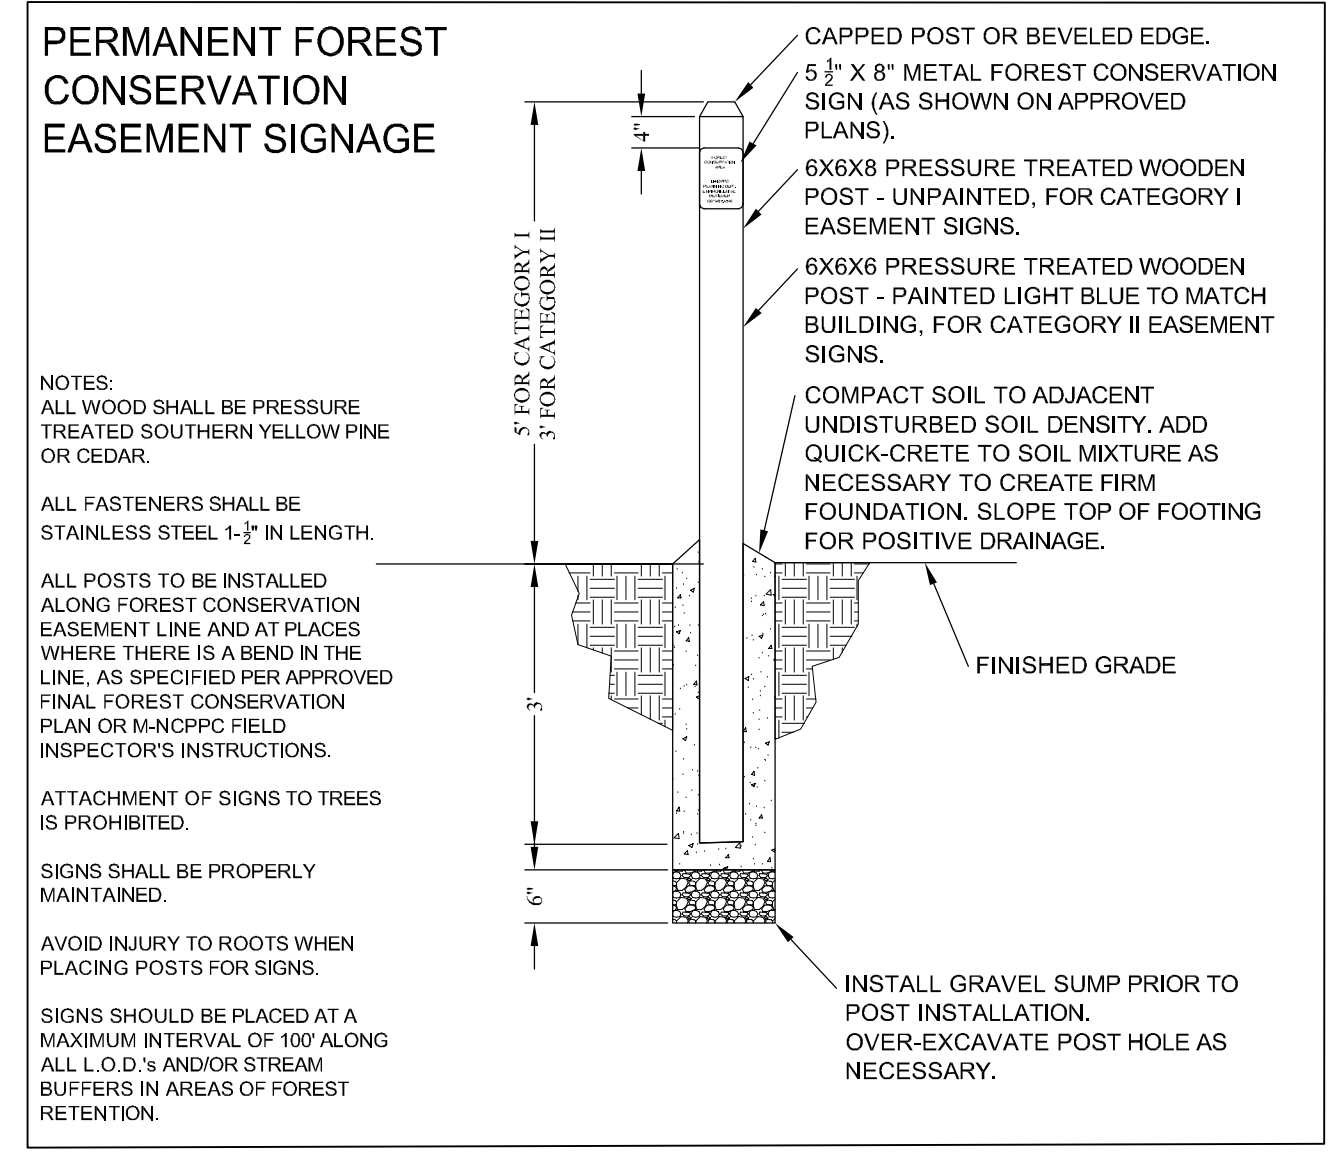 PERMANENT FOREST
CONSERVATION
EASEMENT SIGNAGE
NOTES:
ALL WOOD SHALL BE PRESSURE
TREATED SOUTHERN YELLOW PINE
OR CEDAR.
ALL FASTENERS SHALL BE
STAINLESS STEEL 1-½" IN LENGTH.
ALL POSTS TO BE INSTALLED
ALONG FOREST CONSERVATION
EASEMENT LINE AND AT PLACES
WHERE THERE IS A BEND IN THE
LINE, AS SPECIFIED PER APPROVED
FINAL FOREST CONSERVATION
PLAN OR M-NCPPC FIELD
INSPECTOR'S INSTRUCTIONS.
ATTACHMENT OF SIGNS TO TREES
IS PROHIBITED.
SIGNS SHALL BE PROPERLY
MAINTAINED.
AVOID INJURY TO ROOTS WHEN
PLACING POSTS FOR SIGNS.
SIGNS SHOULD BE PLACED AT A
MAXIMUM INTERVAL OF 100' ALONG
ALL L.O.D.'s AND/OR STREAM
BUFFERS IN AREAS OF FOREST
RETENTION.
5' FOR CATEGORY I
3' FOR CATEGORY II
4"
3'
6"
FOREST
CONSERVATION
AREA
CAPPED POST OR BEVELED EDGE.
5 ½" X 8" METAL FOREST CONSERVATION
SIGN (AS SHOWN ON APPROVED
PLANS).
6X6X8 PRESSURE TREATED WOODEN
POST - UNPAINTED, FOR CATEGORY I
EASEMENT SIGNS.
6X6X6 PRESSURE TREATED WOODEN
POST - PAINTED LIGHT BLUE TO MATCH
BUILDING, FOR CATEGORY II EASEMENT
SIGNS.
COMPACT SOIL TO ADJACENT
UNDISTURBED SOIL DENSITY. ADD
QUICK-CRETE TO SOIL MIXTURE AS
NECESSARY TO CREATE FIRM
FOUNDATION. SLOPE TOP OF FOOTING
FOR POSITIVE DRAINAGE.
FINISHED GRADE
INSTALL GRAVEL SUMP PRIOR TO
POST INSTALLATION.
OVER-EXCAVATE POST HOLE AS
NECESSARY.